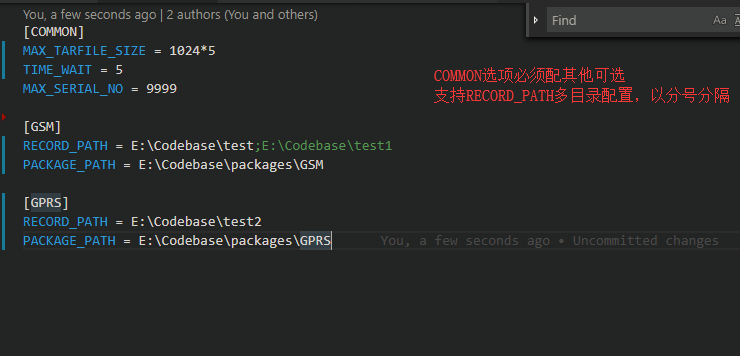 You, a few seconds ago | 2 authors (You and others)
[COMMON]
MAX_TARFILE_SIZE = 1024*5
TIME_WAIT = 5
MAX_SERIAL_NO = 9999
[GSM]
RECORD_PATH = E:\Codebase\test;E:\Codebase\test1
PACKAGE_PATH = E:\Codebase\packages\GSM
[GPRS]
RECORD_PATH = E:\Codebase\test2
PACKAGE_PATH = E:\Codebase\packages\GPRS You, a few seconds ago • Uncommitted changes
Find Aa
COMMON选项必须配其他可选
支持RECORD_PATH多目录配置，以分号分隔